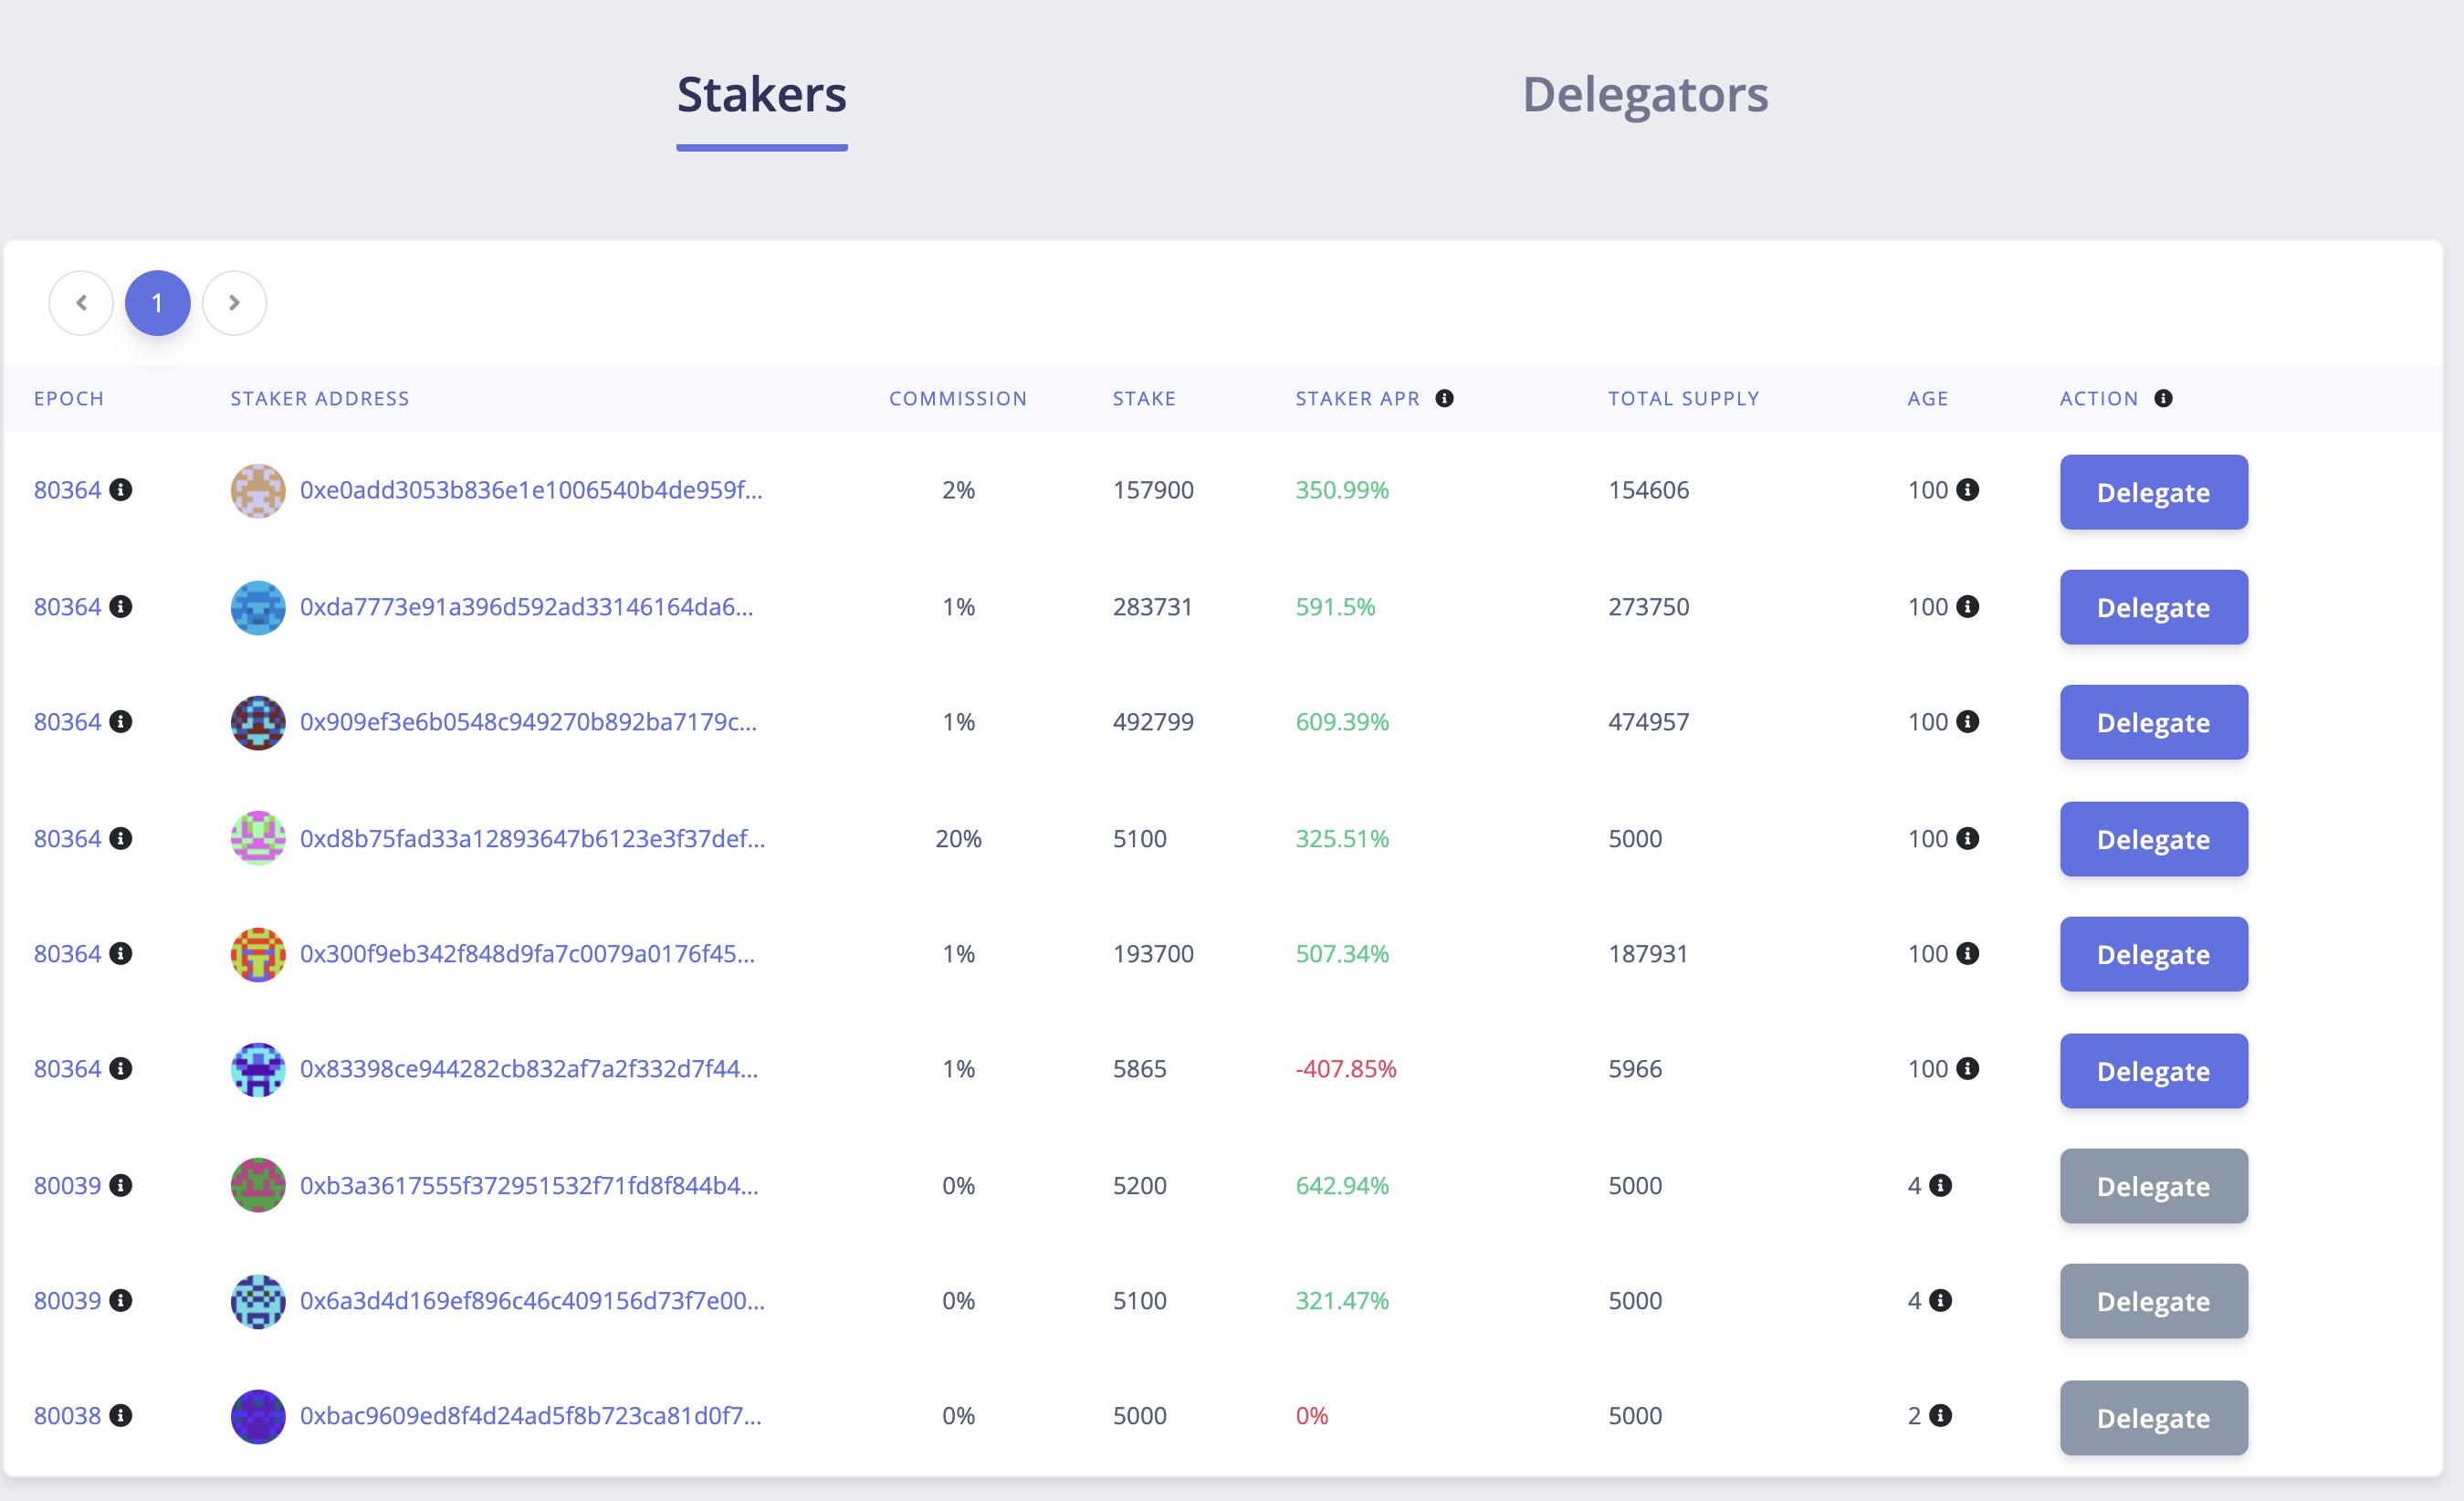 Stakers Delegators
1
EPOCH STAKER ADDRESS COMMISSION STAKE STAKER APR TOTAL SUPPLY AGE ACTION
80364 0xe0add3053b836e1e1006540b4de959f... 2% 157900 350.99% 154606 100 Delegate
80364 0xda7773e91a396d592ad33146164da6... 1% 283731 591.5% 273750 100 Delegate
80364 0x909ef3e6b0548c949270b892ba7179c... 1% 492799 609.39% 474957 100 Delegate
80364 0xd8b75fad33a12893647b6123e3f37def... 20% 5100 325.51% 5000 100 Delegate
80364 0x300f9eb342f848d9fa7c0079a0176f45... 1% 193700 507.34% 187931 100 Delegate
80364 0x83398ce944282cb832af7a2f332d7f44... 1% 5865 -407.85% 5966 100 Delegate
80039 0xb3a3617555f372951532f71fd8f844b4... 0% 5200 642.94% 5000 4 Delegate
80039 0x6a3d4d169ef896c46c409156d73f7e00... 0% 5100 321.47% 5000 4 Delegate
80038 0xbac9609ed8f4d24ad5f8b723ca81d0f7... 0% 5000 0% 5000 2 Delegate